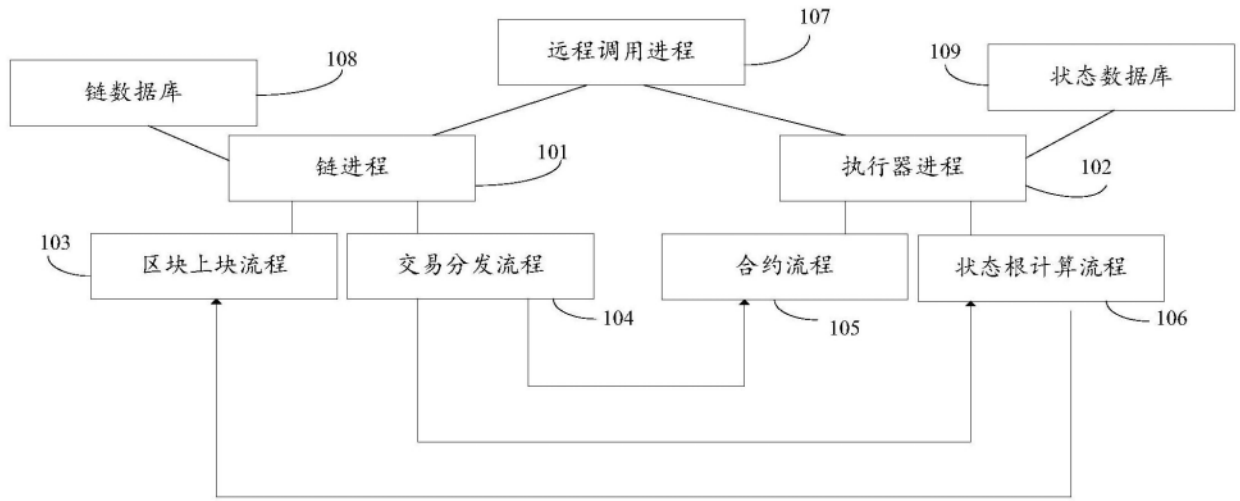 远程调用进程
107
108
链数据库
109
状态数据库
链进程
101
执行器进程
102
103
区块上块流程
交易分发流程
104
合约流程
105
状态根计算流程
106